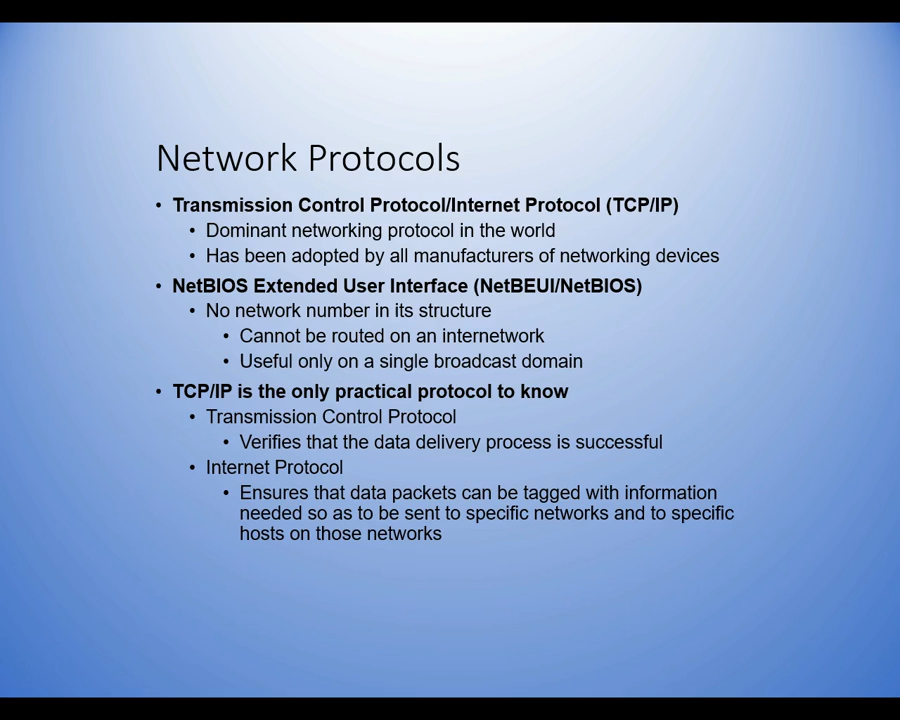 Network Protocols
• Transmission Control Protocol/Internet Protocol (TCP/IP)
• Dominant networking protocol in the world
• Has been adopted by all manufacturers of networking devices
• NetBIOS Extended User Interface (NetBEUI/NetBIOS)
• No network number in its structure
• Cannot be routed on an internetwork
• Useful only on a single broadcast domain
• TCP/IP is the only practical protocol to know
• Transmission Control Protocol
• Verifies that the data delivery process is successful
• Internet Protocol
• Ensures that data packets can be tagged with information
needed so as to be sent to specific networks and to specific
hosts on those networks